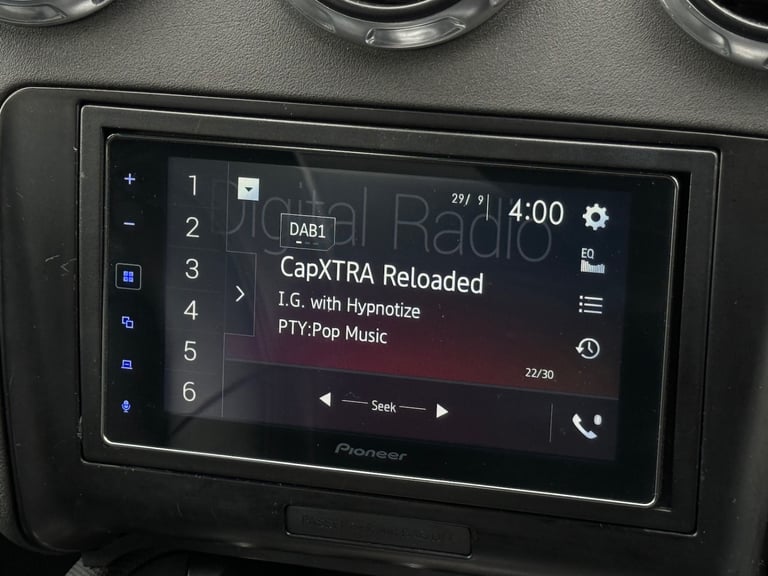 Digital Radio
29/ 9
4:00
DAB1
EQ
1
2
3
4
5
6
CapXTRA Reloaded
I.G. with Hypnotize
PTY:Pop Music
22/30
Seek
Pioneer